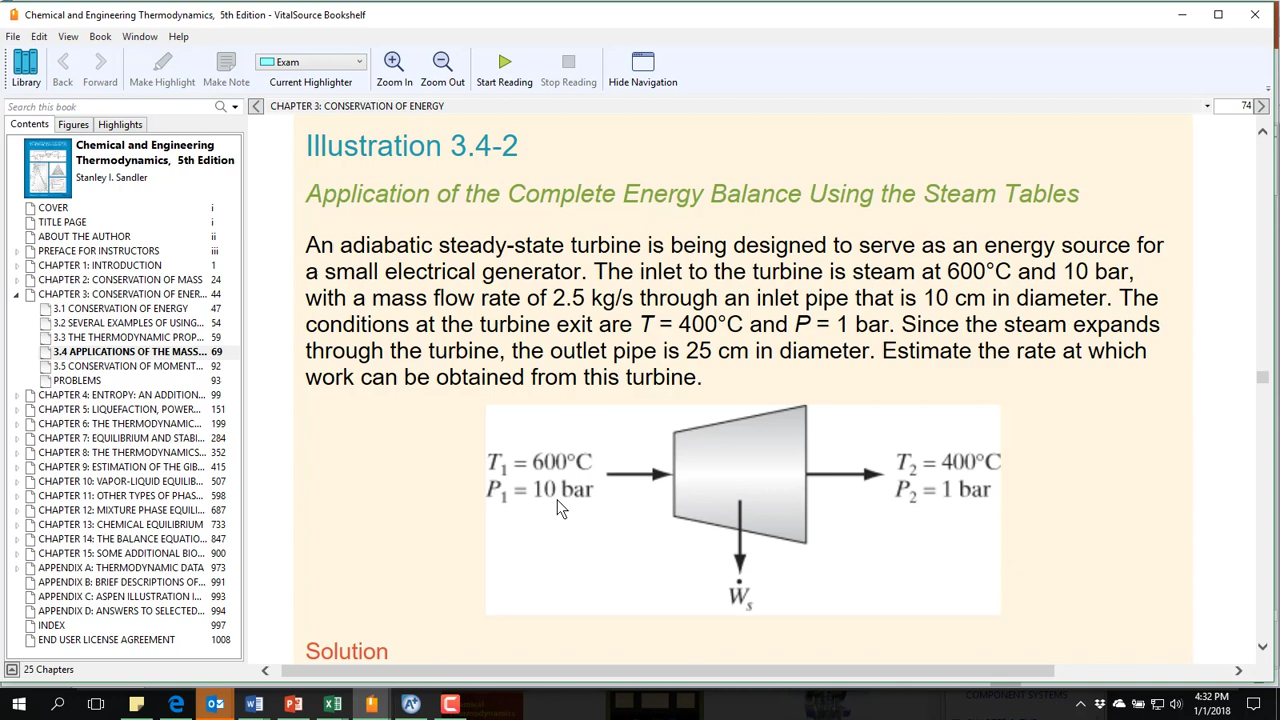 Chemical and Engineering Thermodynamics, 5th Edition - VitalSource Bookshelf
File Edit View Book Window Help
Library Back Forward Make Highlight Make Note Exam Current Highlighter Zoom In Zoom Out Start Reading Stop Reading Hide Navigation
Search this book
CHAPTER 3: CONSERVATION OF ENERGY 74
Contents Figures Highlights
Chemical and Engineering
Thermodynamics, 5th Edition
Stanley I. Sandler
COVER i
TITLE PAGE i
ABOUT THE AUTHOR ii
PREFACE FOR INSTRUCTORS iii
CHAPTER 1: INTRODUCTION 1
CHAPTER 2: CONSERVATION OF MASS 24
CHAPTER 3: CONSERVATION OF ENER... 44
3.1 CONSERVATION OF ENERGY 47
3.2 SEVERAL EXAMPLES OF USING... 54
3.3 THE THERMODYNAMIC PROP... 59
3.4 APPLICATIONS OF THE MASS... 69
3.5 CONSERVATION OF MOMENT... 92
PROBLEMS 93
CHAPTER 4: ENTROPY: AN ADDITION... 99
CHAPTER 5: LIQUEFACTION, POWER... 151
CHAPTER 6: THE THERMODYNAMIC... 199
CHAPTER 7: EQUILIBRIUM AND STABI... 284
CHAPTER 8: THE THERMODYNAMICS... 352
CHAPTER 9: ESTIMATION OF THE GIB... 415
CHAPTER 10: VAPOR-LIQUID EQUILIB... 507
CHAPTER 11: OTHER TYPES OF PHAS... 598
CHAPTER 12: MIXTURE PHASE EQUILI... 687
CHAPTER 13: CHEMICAL EQUILIBRIUM 733
CHAPTER 14: THE BALANCE EQUATIO... 847
CHAPTER 15: SOME ADDITIONAL BIO... 900
APPENDIX A: THERMODYNAMIC DATA 973
APPENDIX B: BRIEF DESCRIPTIONS OF... 991
APPENDIX C: ASPEN ILLUSTRATION I... 993
APPENDIX D: ANSWERS TO SELECTED... 994
INDEX 997
END USER LICENSE AGREEMENT 1008
25 Chapters
Illustration 3.4-2
Application of the Complete Energy Balance Using the Steam Tables
An adiabatic steady-state turbine is being designed to serve as an energy source for
a small electrical generator. The inlet to the turbine is steam at 600°C and 10 bar,
with a mass flow rate of 2.5 kg/s through an inlet pipe that is 10 cm in diameter. The
conditions at the turbine exit are T = 400°C and P = 1 bar. Since the steam expands
through the turbine, the outlet pipe is 25 cm in diameter. Estimate the rate at which
work can be obtained from this turbine.
T₁ = 600°C
P₁ = 10 bar
T₂ = 400°C
P₂ = 1 bar
Ẇₛ
Solution
COMPONENT SYSTEMS
4:32 PM
1/1/2018